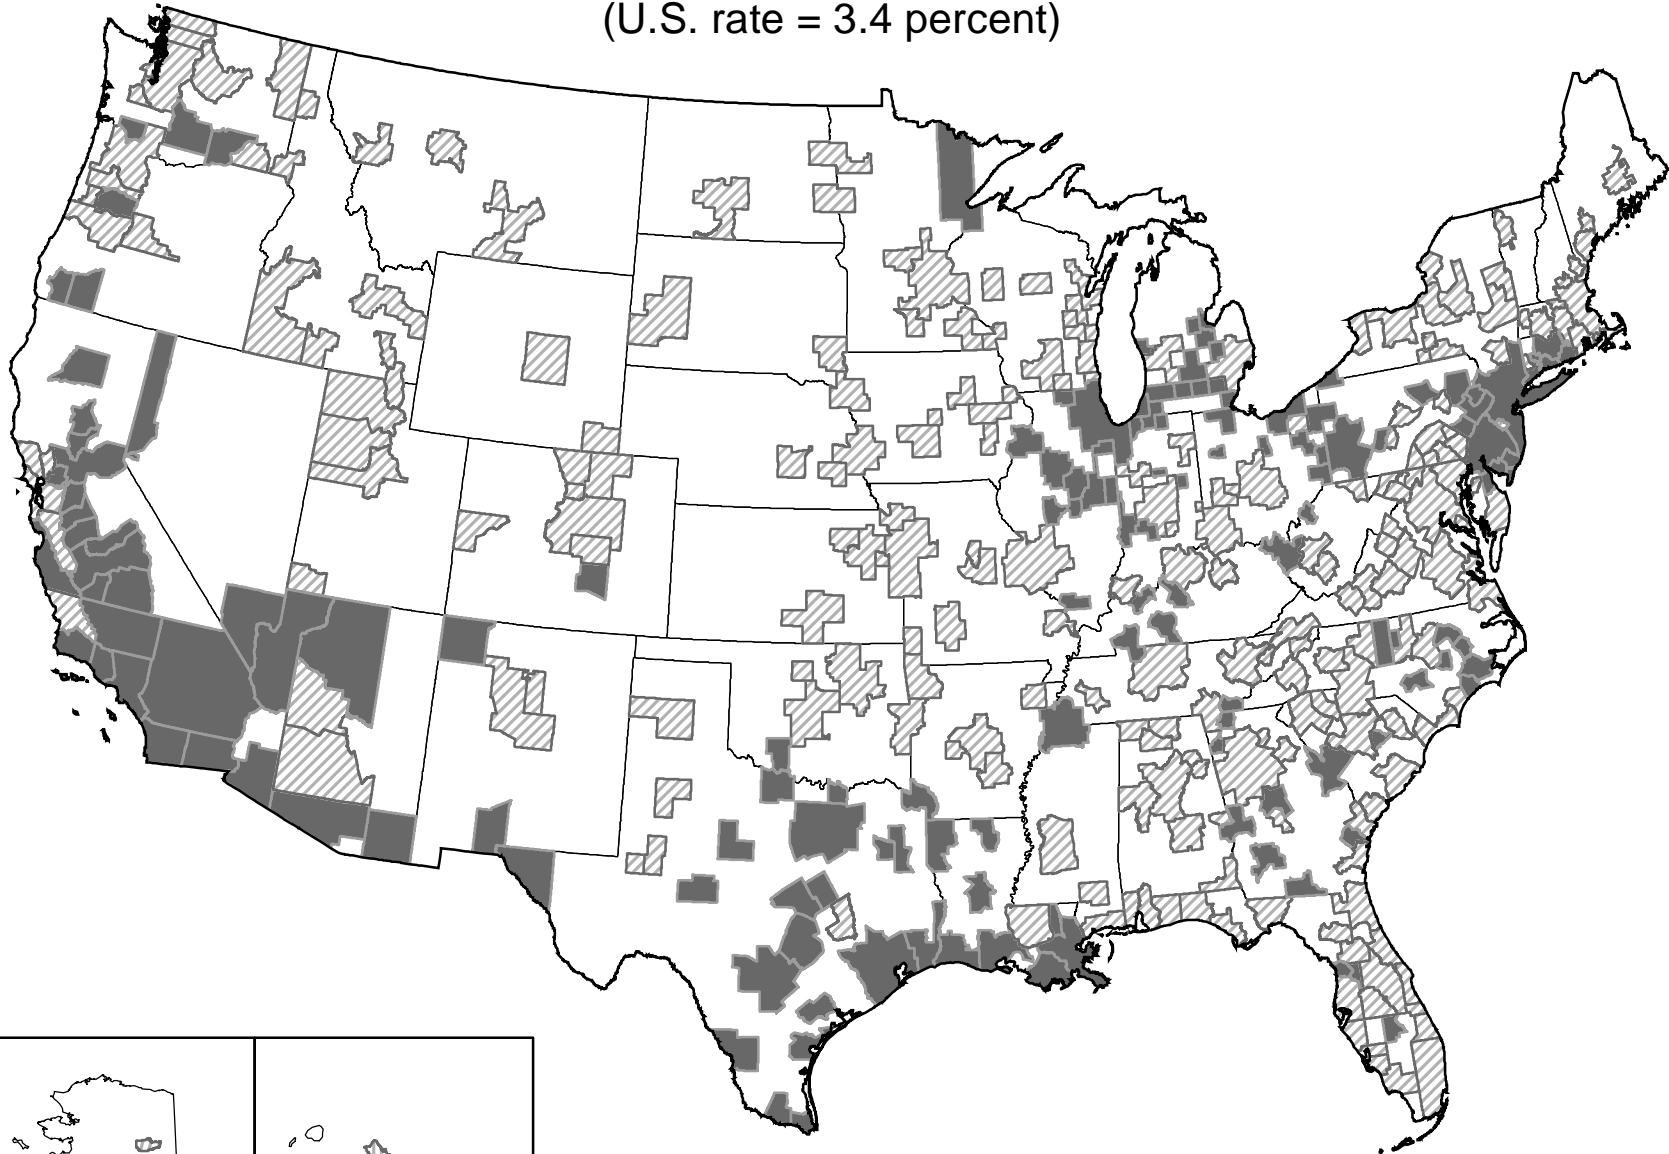 (U.S. rate = 3.4 percent)